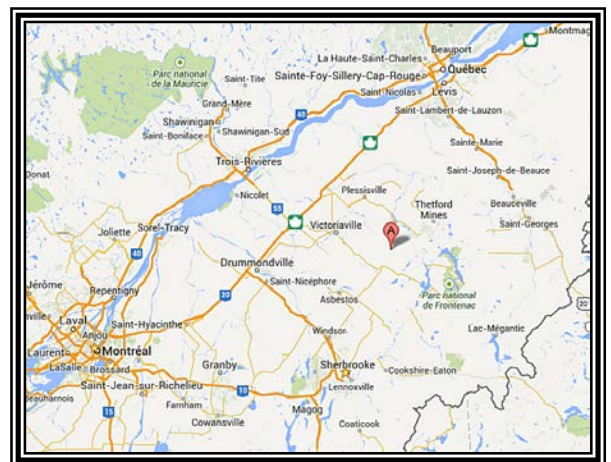 Montmag
Beauport
La Haute-Saint-Charles
Québec
Parc national
de la Mauricie
Saint-Tite
Sainte-Foy-Sillery-Cap-Rouge
Saint-Nicolas
Lévis
Grand-Mère
40
Saint-Lambert-de-Lauzon
Shawinigan
Saint-Boniface
Shawinigan-Sud
Sainte-Marie
Trois-Rivières
Saint-Joseph-de-Beauce
Donat
Nicolet
Plessisville
55
Thetford
Mines
Beauceville
Saint-Georges
Joliette
Sorel-Tracy
Victoriaville
A
40
Drummondville
Saint-Nicéphore
Jérôme
Repentigny
20
Asbestos
Parc national
de Frontenac
20
ville
Laval
Anjou
Saint-Hyacinthe
Windsor
Lac-Mégantic
Laurent
Montréal
LaSalle
Brossard
Granby
Sherbrooke
Cookshire-Eaton
Saint-Jean-sur-Richelieu
10
Lennoxville
eauharnois
15
Farnham
Cowansville
Magog
Coaticook